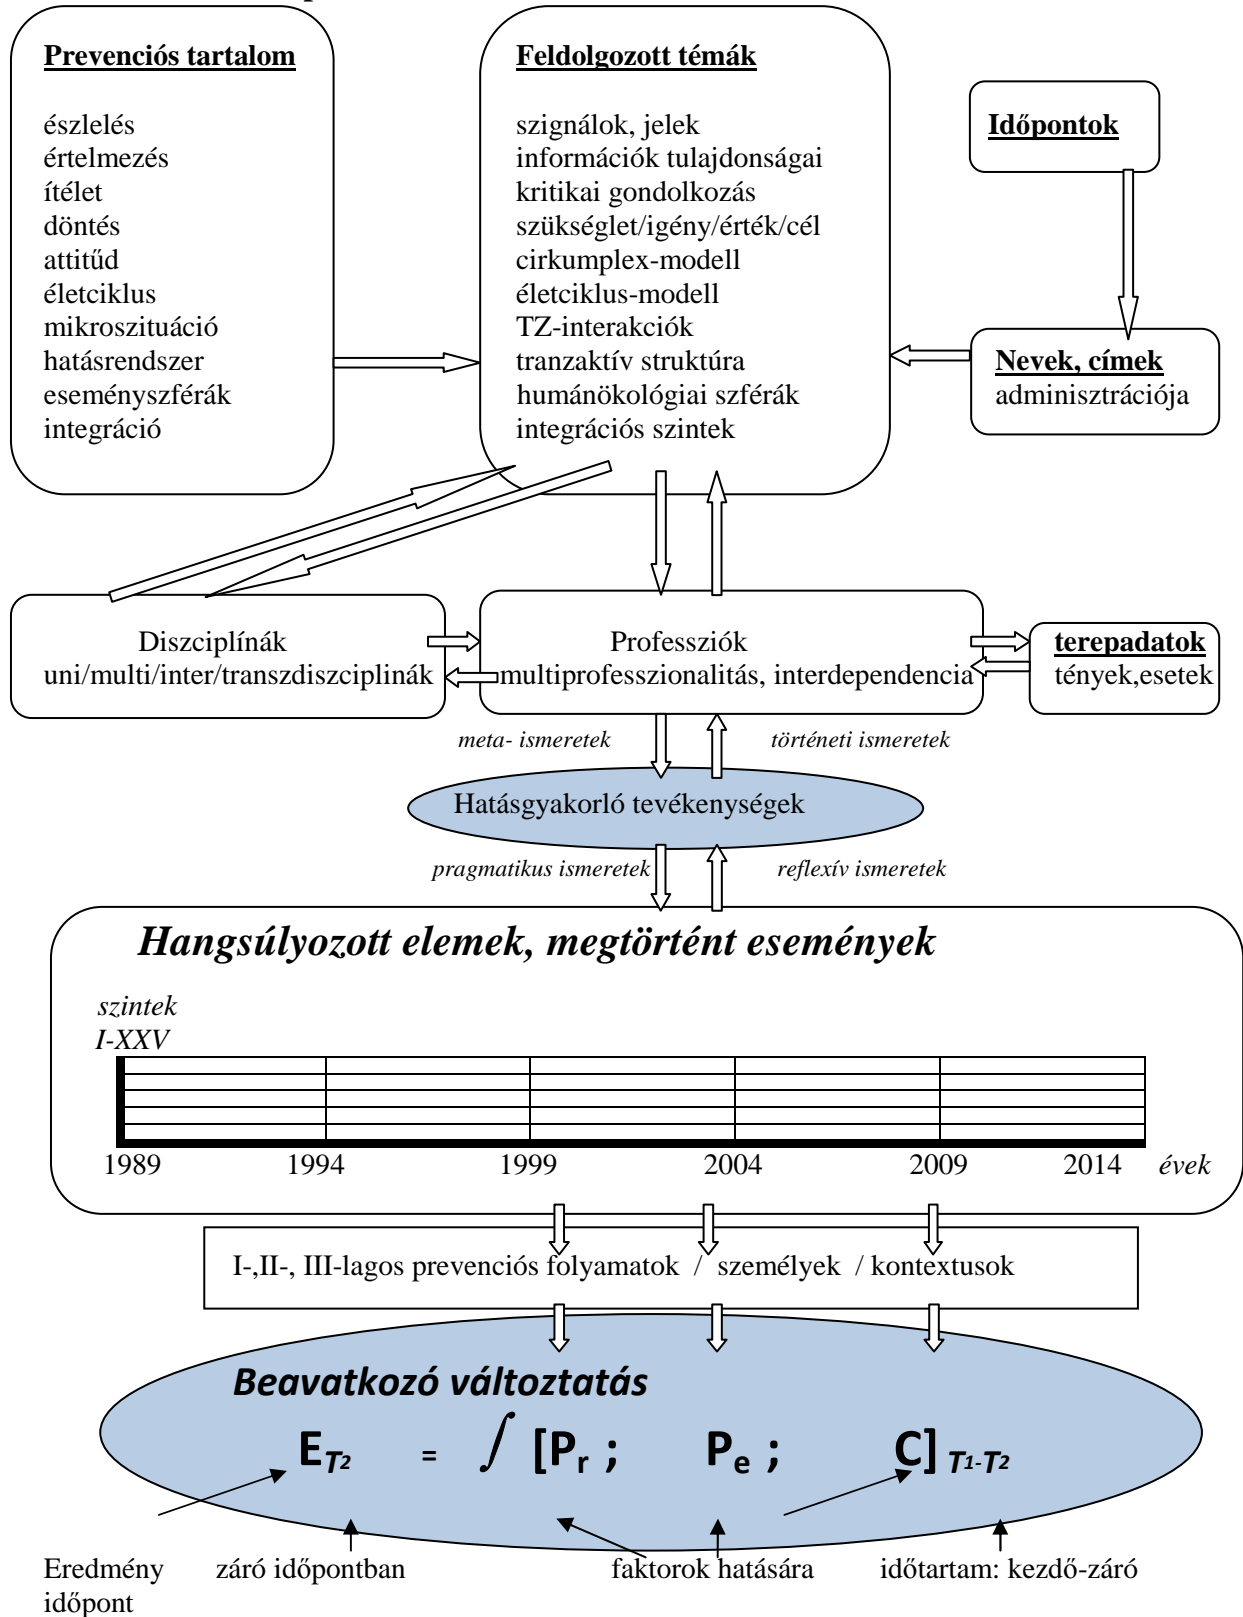 Prevenciós tartalom
észlelés
értelmezés
ítélet
döntés
attitűd
életciklus
mikroszituáció
hatásrendszer
eseményszférák
integráció
Feldolgozott témák
szignálok, jelek
információk tulajdonságai
kritikai gondolkozás
szükséglet/igény/érték/cél
cirkumplex-modell
életciklus-modell
TZ-interakciók
tranzaktív struktúra
humánökológiai szférák
integrációs szintek
Időpontok
Nevek, címek
adminisztrációja
Diszciplínák
uni/multi/inter/transzdiszciplinák
Professziók
multiprofesszionalitás, interdependencia
terepadatok
tények,esetek
meta- ismeretek
történeti ismeretek
Hatásgyakorló tevékenységek
pragmatikus ismeretek
reflexív ismeretek
Hangsúlyozott elemek, megtörtént események
szintek
I-XXV
1989 1994 1999 2004 2009 2014 évek
I-,II-, III-lagos prevenciós folyamatok / személyek / kontextusok
Beavatkozó változtatás
E T2 = ∫ [Pr ; Pe ; C] T1-T2
Eredmény záró időpontban faktorok hatására időtartam: kezdő-záró
időpont